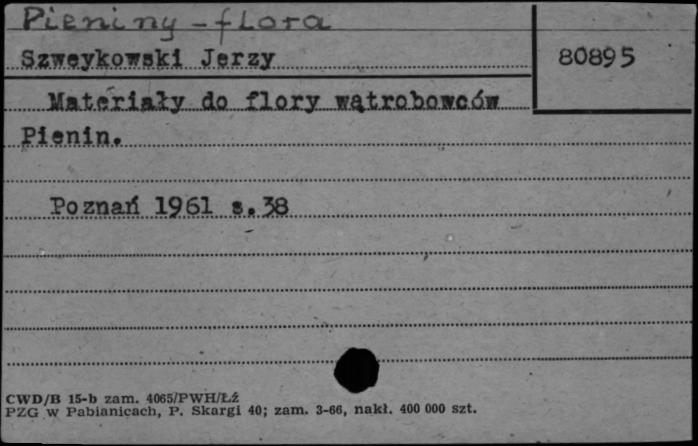 Pieniny - flora
Szweykowski Jerzy
80895
Materiały do flory wątrobowców
Pienin.
Poznań 1961 s.38
CWD/B 15-b zam. 4065/PWH/Łż
PZG w Pabianicach, P. Skargi 40; zam. 3-66, nakł. 400 000 szt.